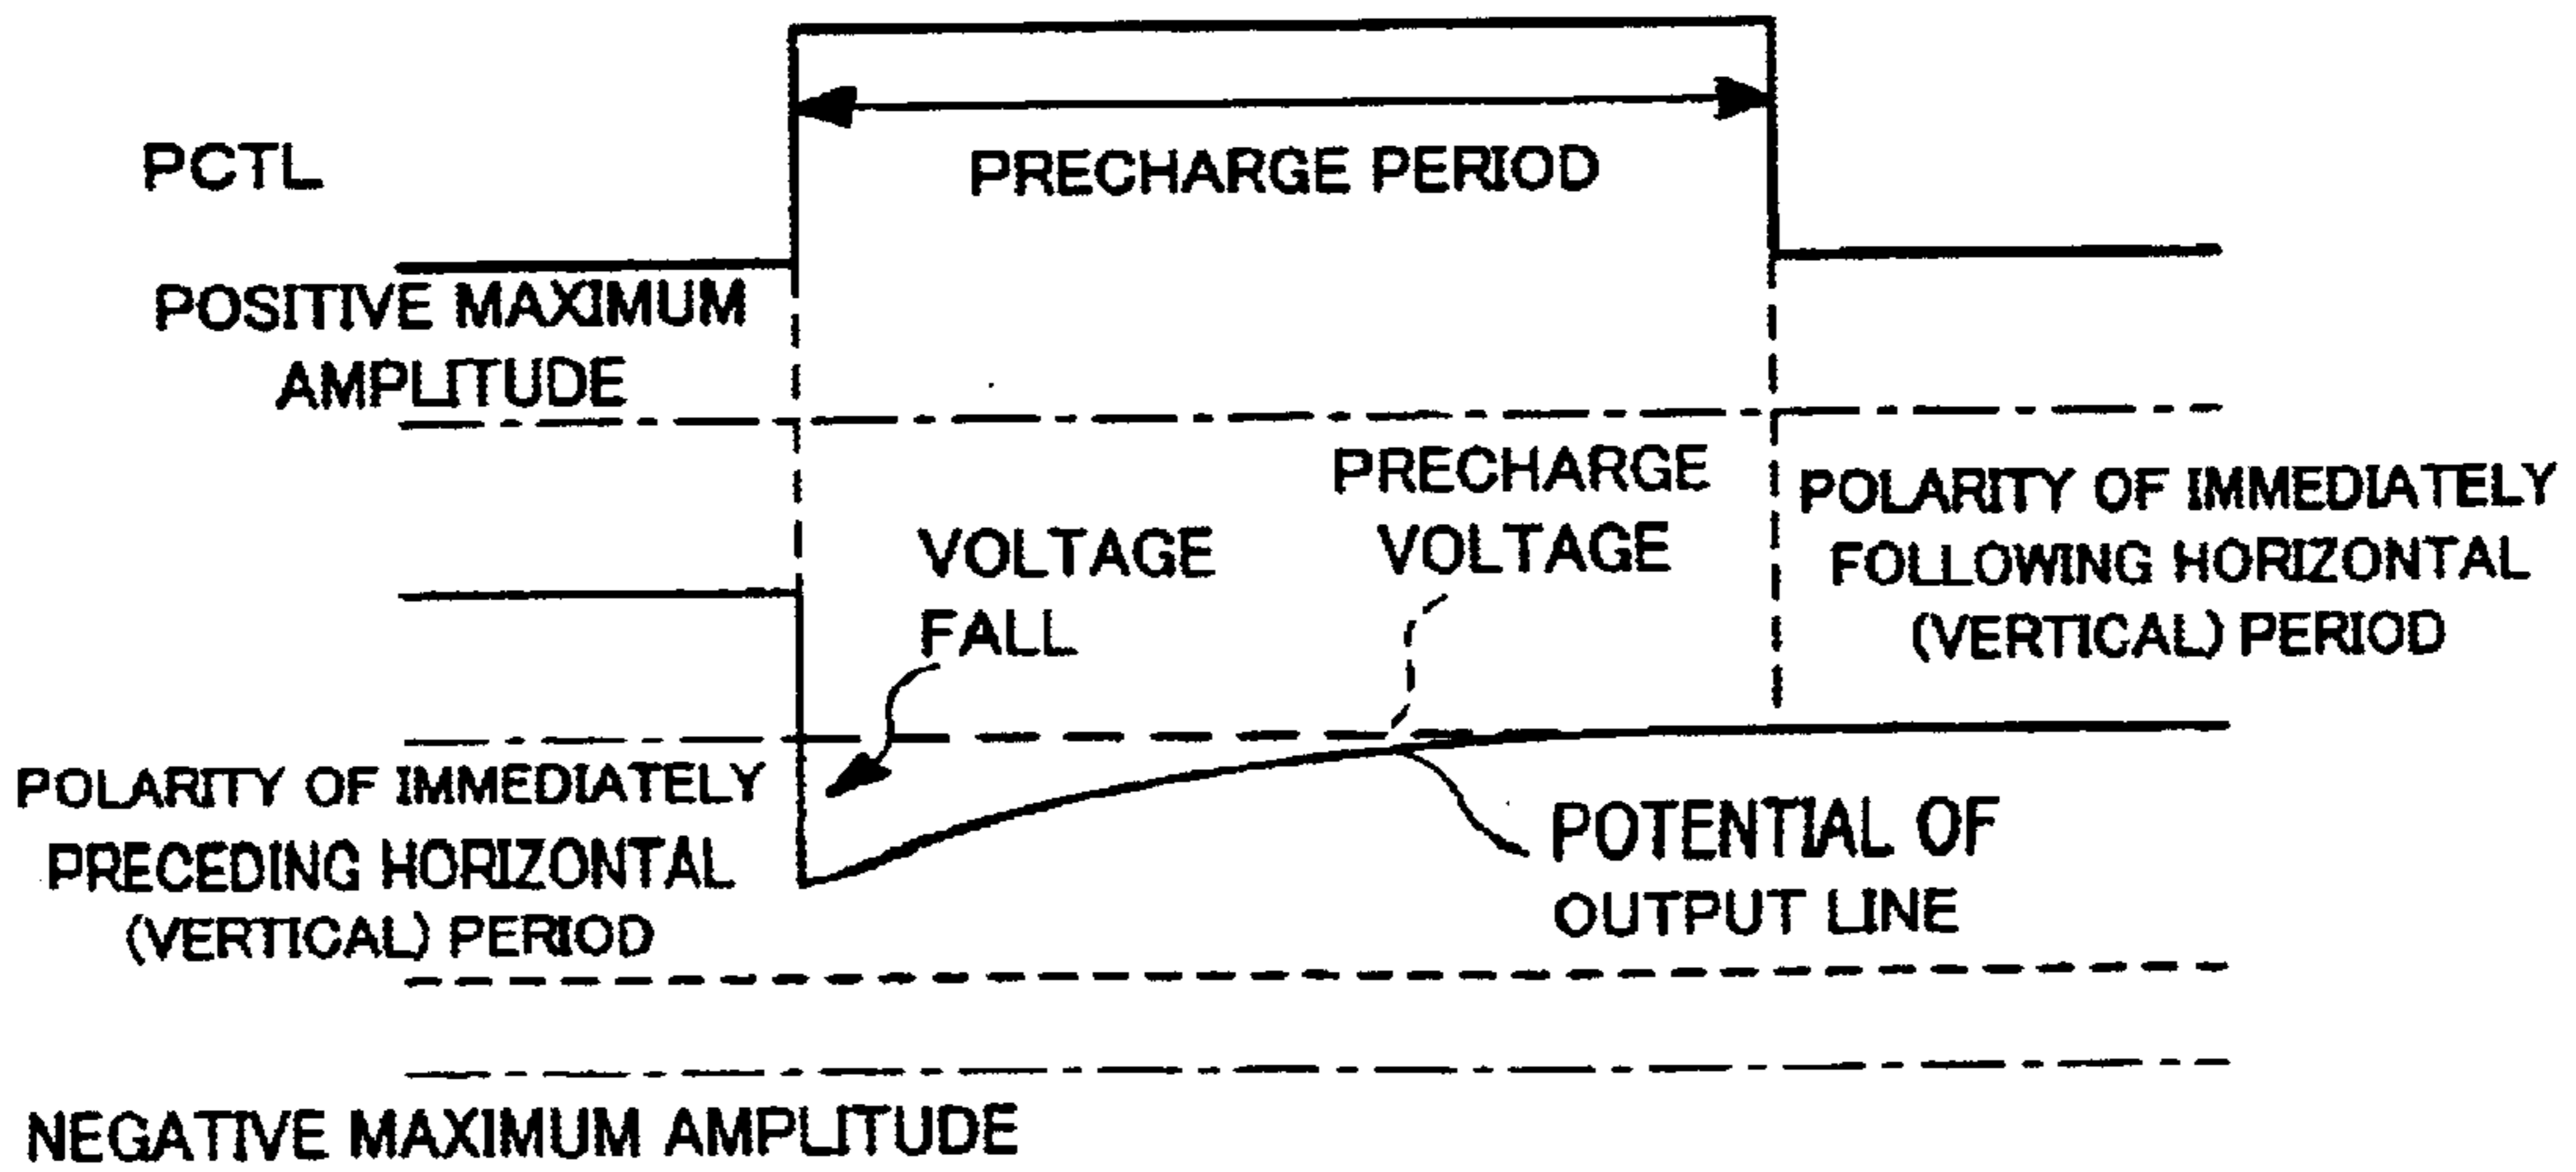 PCTL
PRECHARGE PERIOD
POSITIVE MAXIMUM
AMPLITUDE
VOLTAGE
FALL
PRECHARGE
VOLTAGE
POLARITY OF IMMEDIATELY
FOLLOWING HORIZONTAL
(VERTICAL) PERIOD
POLARITY OF IMMEDIATELY
PRECEDING HORIZONTAL
(VERTICAL) PERIOD
POTENTIAL OF
OUTPUT LINE
NEGATIVE MAXIMUM AMPLITUDE